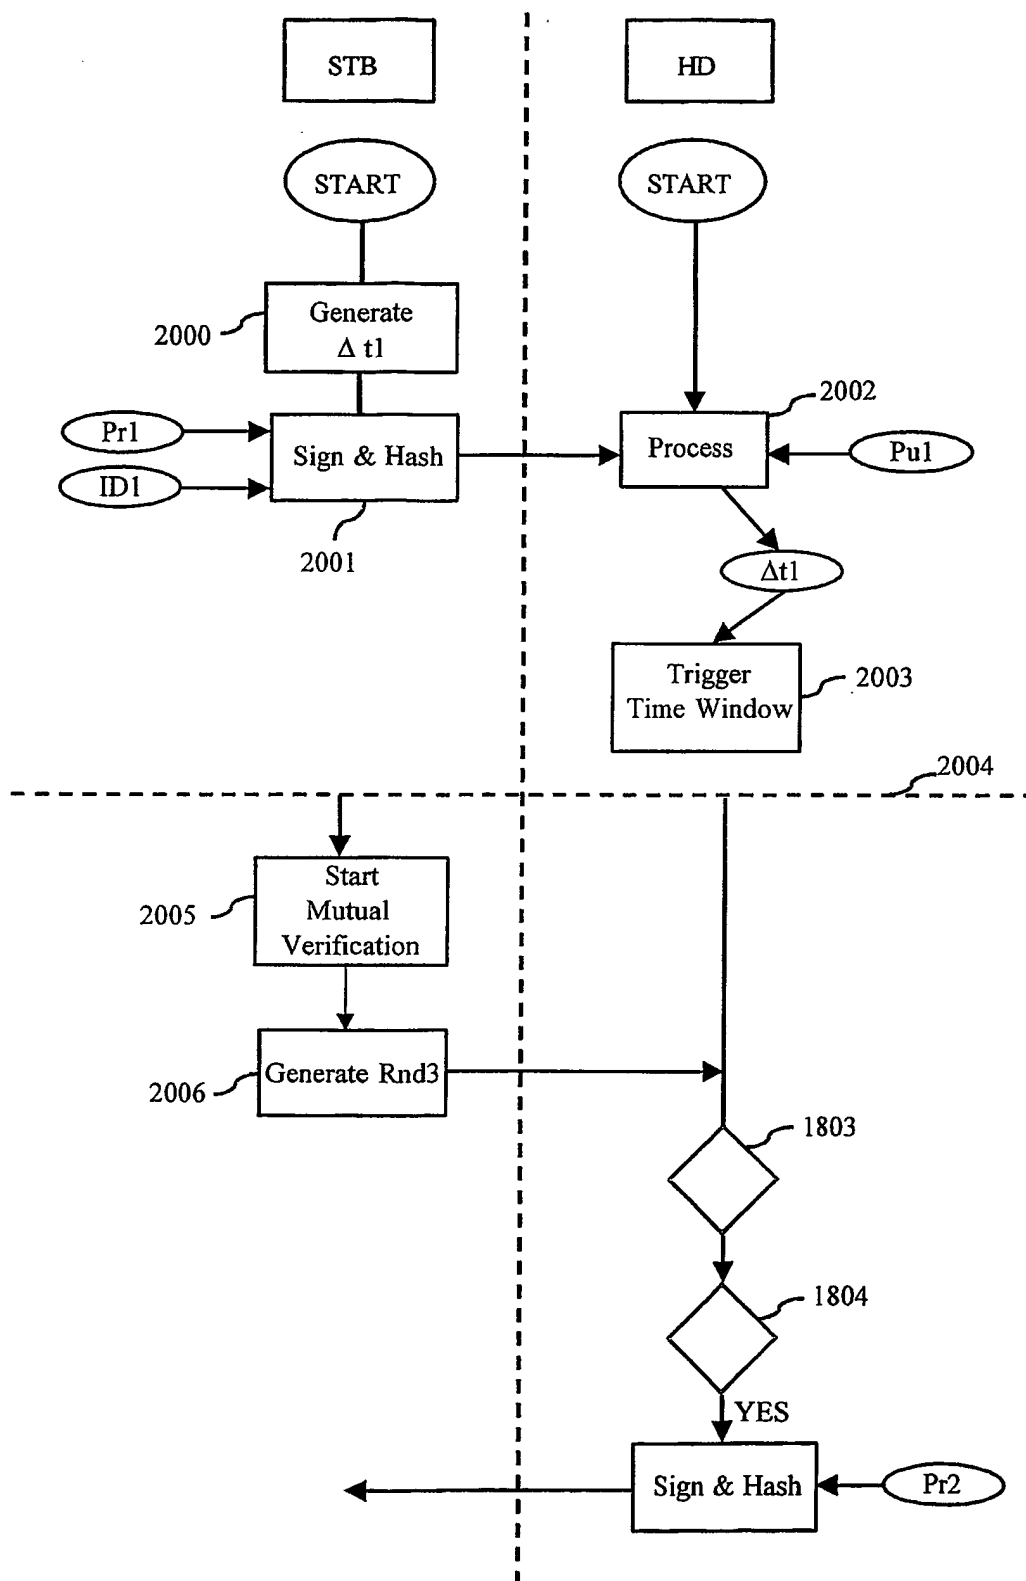 STB
HD
START
START
Generate
Δ t1
2000
2002
Pr1
Sign & Hash
Process
Pu1
ID1
2001
Δt1
Trigger
Time Window
2003
2004
Start
Mutual
Verification
2005
Generate Rnd3
2006
1803
1804
YES
Sign & Hash
Pr2